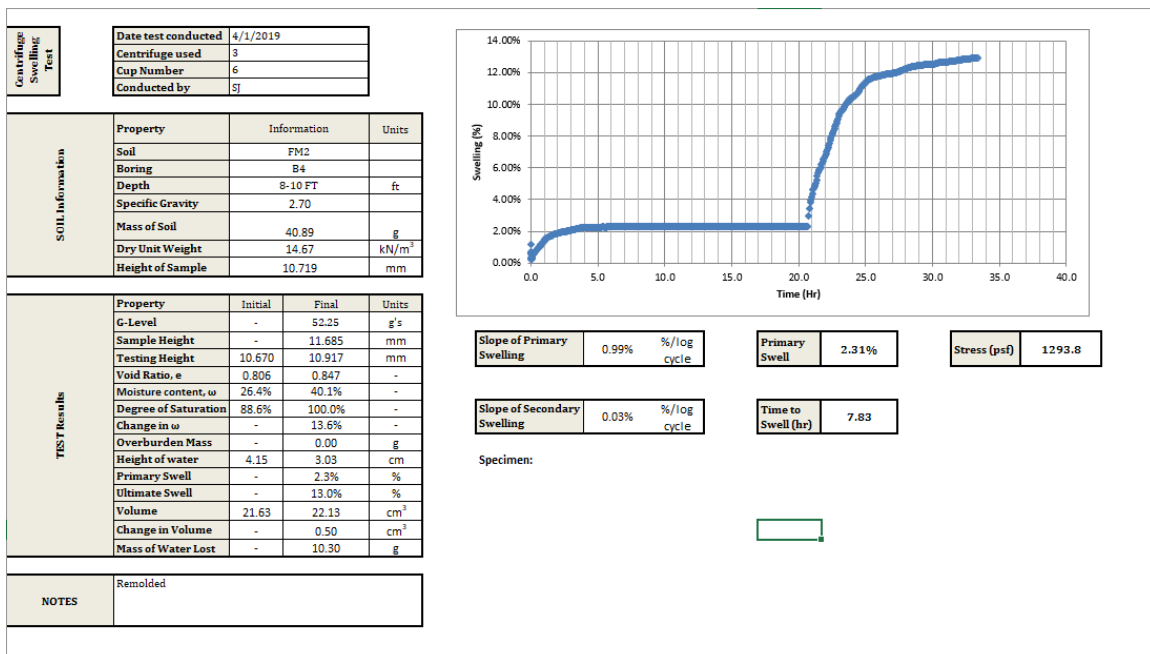 Centrifuge
Swelling
Test
Date test conducted 4/1/2019
Centrifuge used 3
Cup Number 6
Conducted by SJ
SOIL Information
Property Information Units
Soil FM2
Boring B4
Depth 8-10 FT ft
Specific Gravity 2.70
Mass of Soil 40.89 g
Dry Unit Weight 14.67 kN/m³
Height of Sample 10.719 mm
TEST Results
Property Initial Final Units
G-Level - 52.25 g's
Sample Height - 11.685 mm
Testing Height 10.670 10.917 mm
Void Ratio, e 0.806 0.847 -
Moisture content, ω 26.4% 40.1% -
Degree of Saturation 88.6% 100.0% -
Change in ω - 13.6% -
Overburden Mass - 0.00 g
Height of water 4.15 3.03 cm
Primary Swell - 2.3% %
Ultimate Swell - 13.0% %
Volume 21.63 22.13 cm³
Change in Volume - 0.50 cm³
Mass of Water Lost - 10.30 g
NOTES
Remolded
14.00%
12.00%
10.00%
8.00%
6.00%
4.00%
2.00%
0.00%
Swelling (%)
0.0 5.0 10.0 15.0 20.0 25.0 30.0 35.0 40.0
Time (Hr)
Slope of Primary
Swelling
0.99%
%/log
cycle
Primary
Swell
2.31%
Stress (psf) 1293.8
Slope of Secondary
Swelling
0.03%
%/log
cycle
Time to
Swell (hr)
7.83
Specimen: